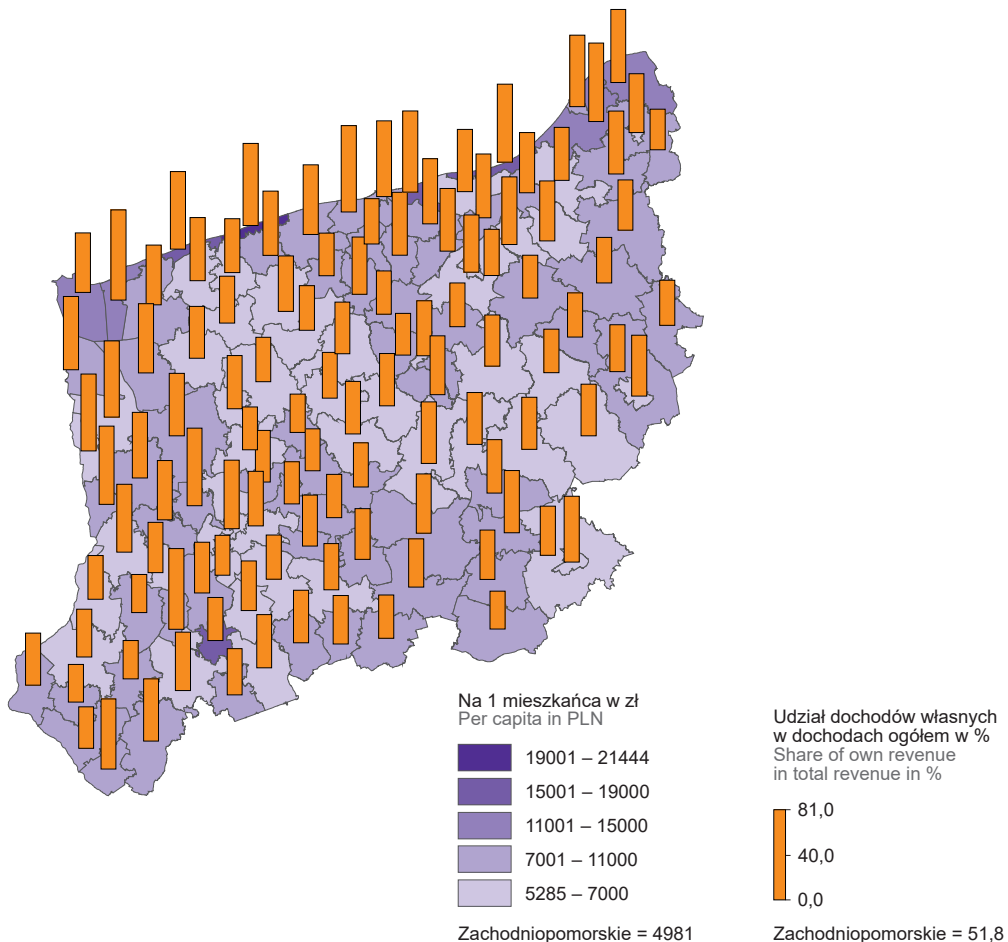 Na 1 mieszkańca w zł
Per capita in PLN
19001 – 21444
15001 – 19000
11001 – 15000
7001 – 11000
5285 – 7000
Zachodniopomorskie = 4981
Udział dochodów własnych
w dochodach ogółem w %
Share of own revenue
in total revenue in %
81,0
40,0
0,0
Zachodniopomorskie = 51,8